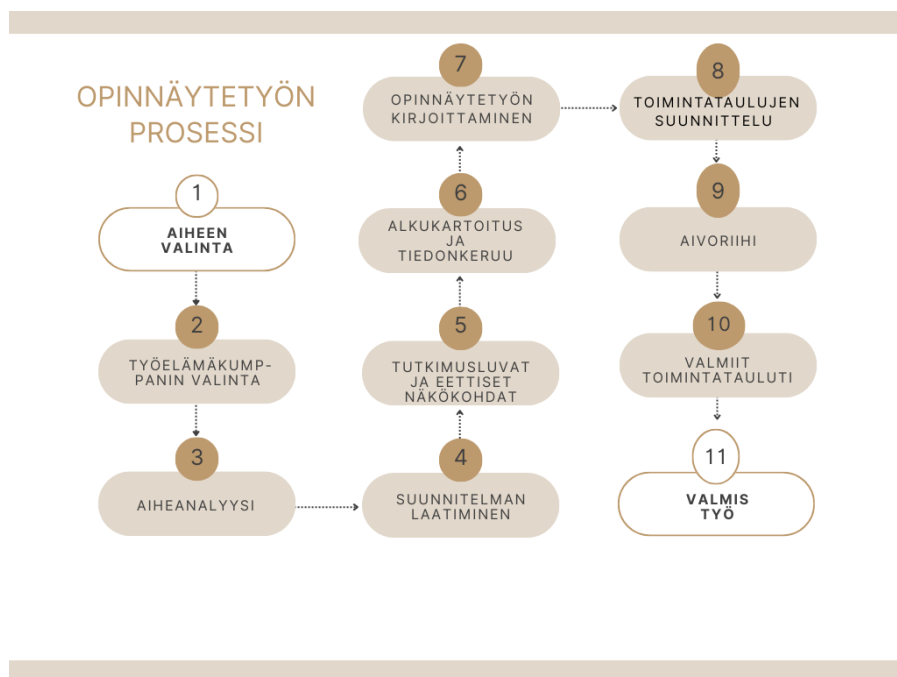 OPINNÄYTETYÖN
PROSESSI
1
AIHEEN
VALINTA
2
TYÖELÄMÄKUMP-
PANIN VALINTA
3
AIHEANALYYSI
4
SUUNNITELMAN
LAATIMINEN
5
TUTKIMUSLUVAT
JA EETTISET
NÄKÖKOHDAT
6
ALKUKARTOITUS
JA
TIEDONKERUU
7
OPINNÄYTETYÖN
KIRJOITTAMINEN
8
TOIMINTATAULUJEN
SUUNNITTELU
9
AIVORIIHI
10
VALMIIT
TOIMINTATAULUTI
11
VALMIS
TYÖ